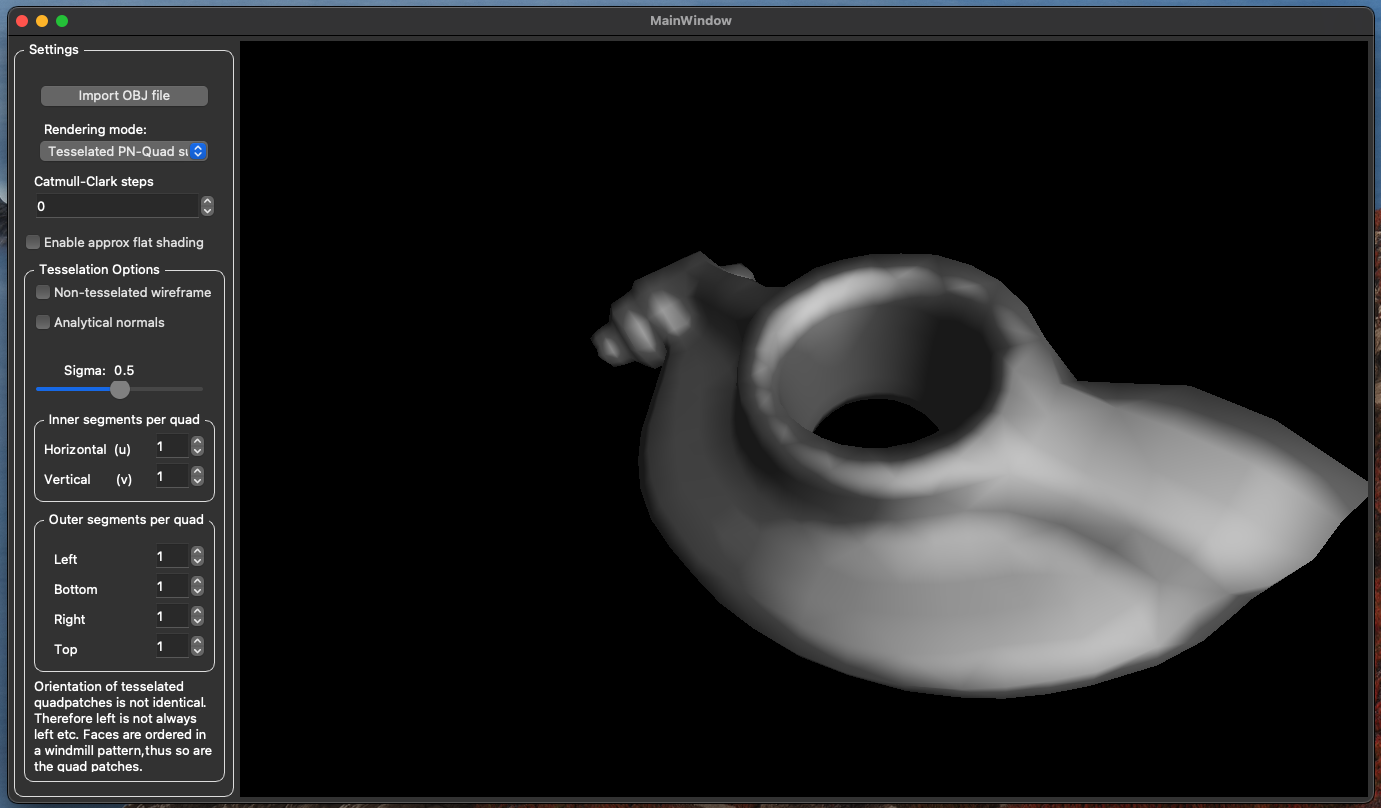 MainWindow
Settings
Import OBJ file
Rendering mode:
Tesselated PN-Quad su
Catmull-Clark steps
0
Enable approx flat shading
Tesselation Options
Non-tesselated wireframe
Analytical normals
Sigma: 0.5
Inner segments per quad
Horizontal (u) 1
Vertical (v) 1
Outer segments per quad
Left 1
Bottom 1
Right 1
Top 1
Orientation of tesselated
quadpatches is not identical.
Therefore left is not always
left etc. Faces are ordered in
a windmill pattern,thus so are
the quad patches.